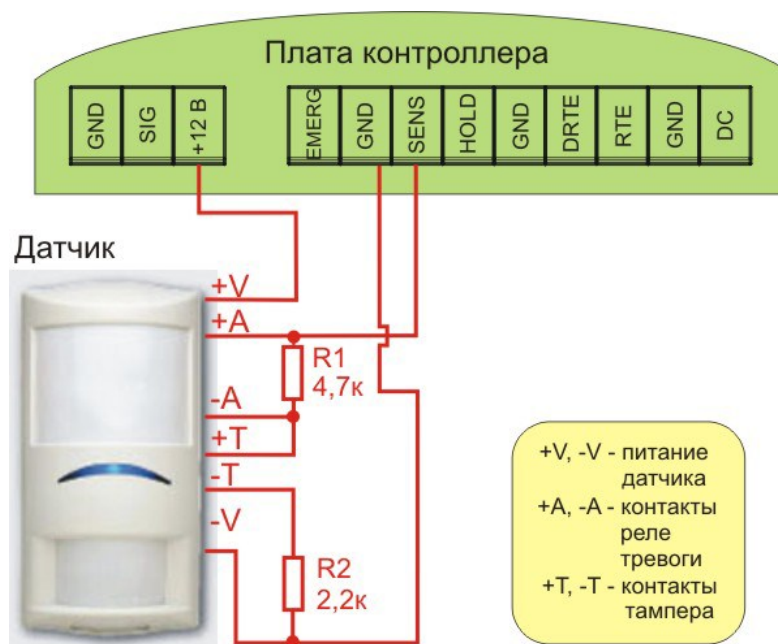 Плата контроллера
GND
SIG
+12 В
EMERG
GND
SENS
HOLD
GND
DRTE
RTE
GND
DC
Датчик
+V
+A
R1
4,7к
-A
+T
-T
-V
R2
2,2к
+V, -V - питание
датчика
+A, -A - контакты
реле
тревоги
+T, -T - контакты
тампера